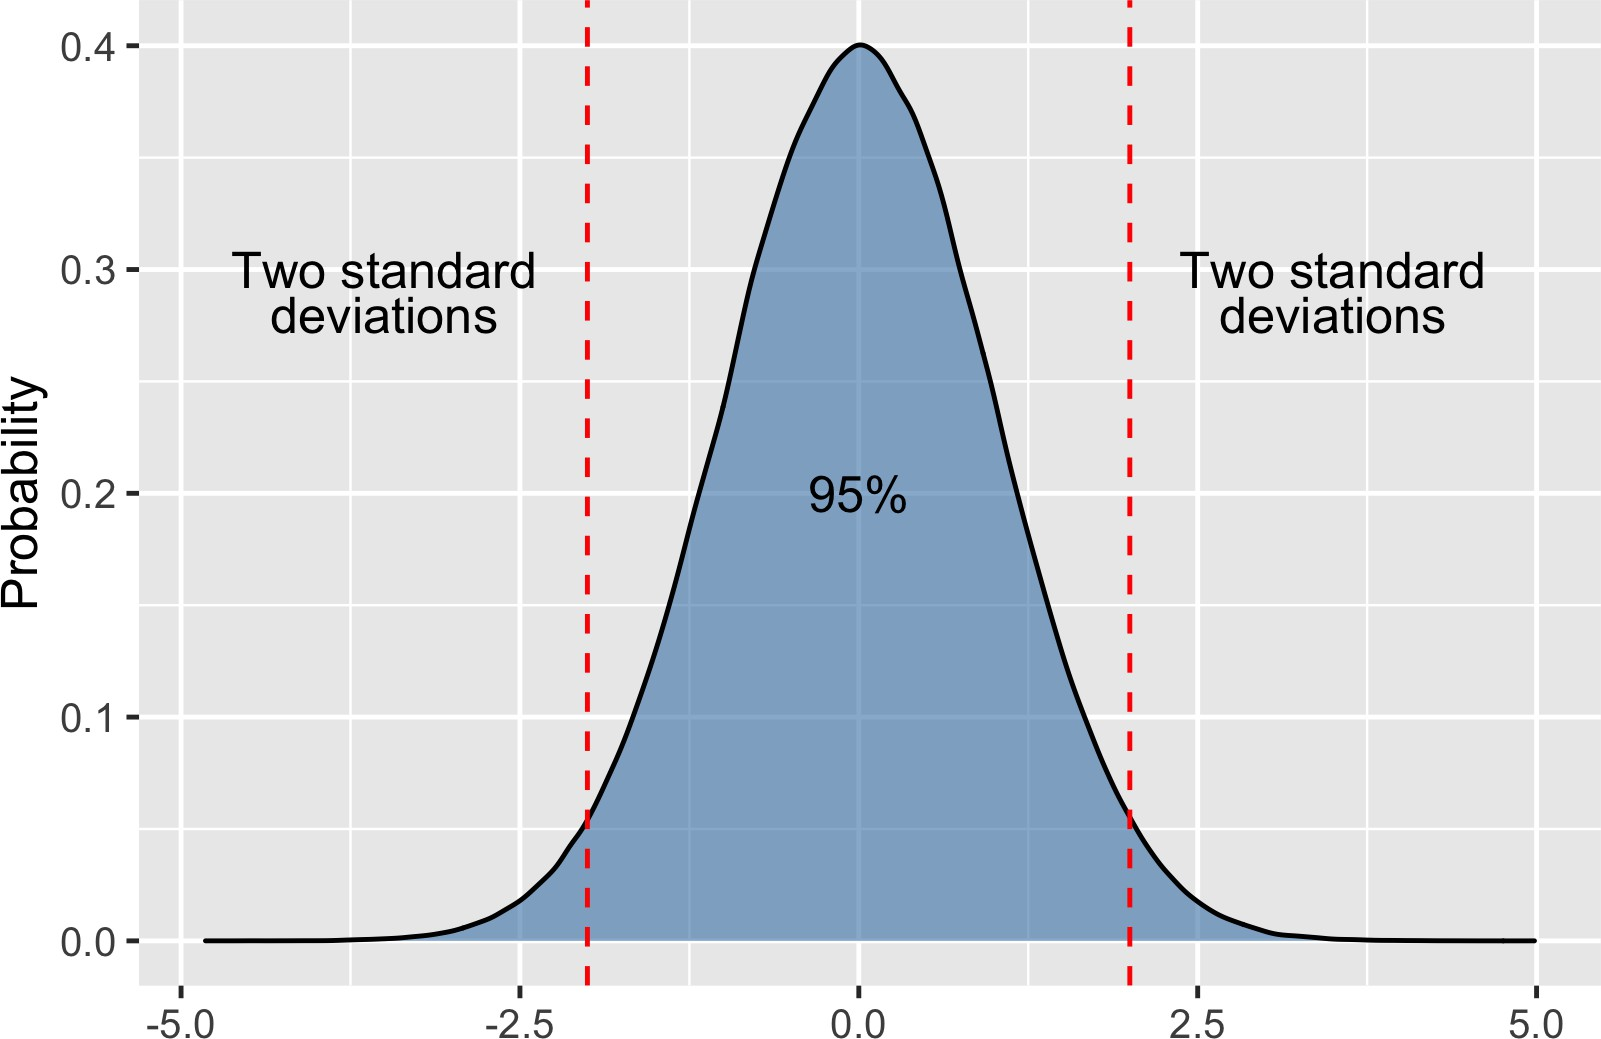 0.4
0.3
0.2
0.1
0.0
Probability
Two standard
deviations
95%
Two standard
deviations
-5.0
-2.5
0.0
2.5
5.0